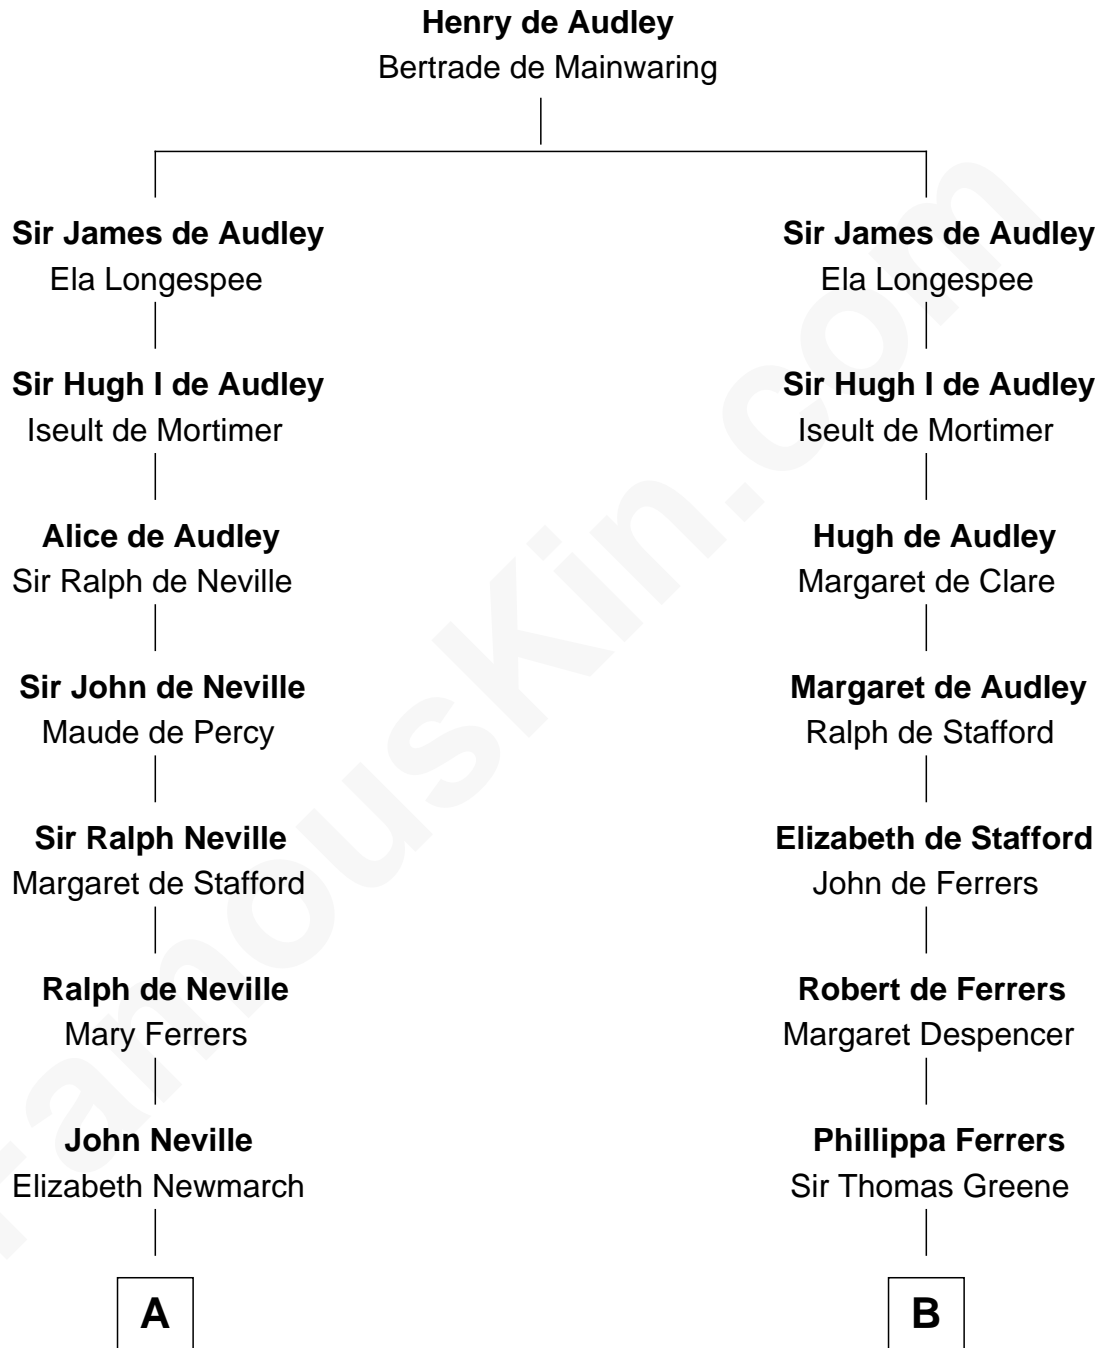 Henry de Audley
Bertrade de Mainwaring
Sir James de Audley
Ela Longespee
Sir Hugh I de Audley
Iseult de Mortimer
Alice de Audley
Sir Ralph de Neville
Sir John de Neville
Maude de Percy
Sir Ralph Neville
Margaret de Stafford
Ralph de Neville
Mary Ferrers
John Neville
Elizabeth Newmarch
A
Sir James de Audley
Ela Longespee
Sir Hugh I de Audley
Iseult de Mortimer
Hugh de Audley
Margaret de Clare
Margaret de Audley
Ralph de Stafford
Elizabeth de Stafford
John de Ferrers
Robert de Ferrers
Margaret Despencer
Phillippa Ferrers
Sir Thomas Greene
B
FamousKin.com